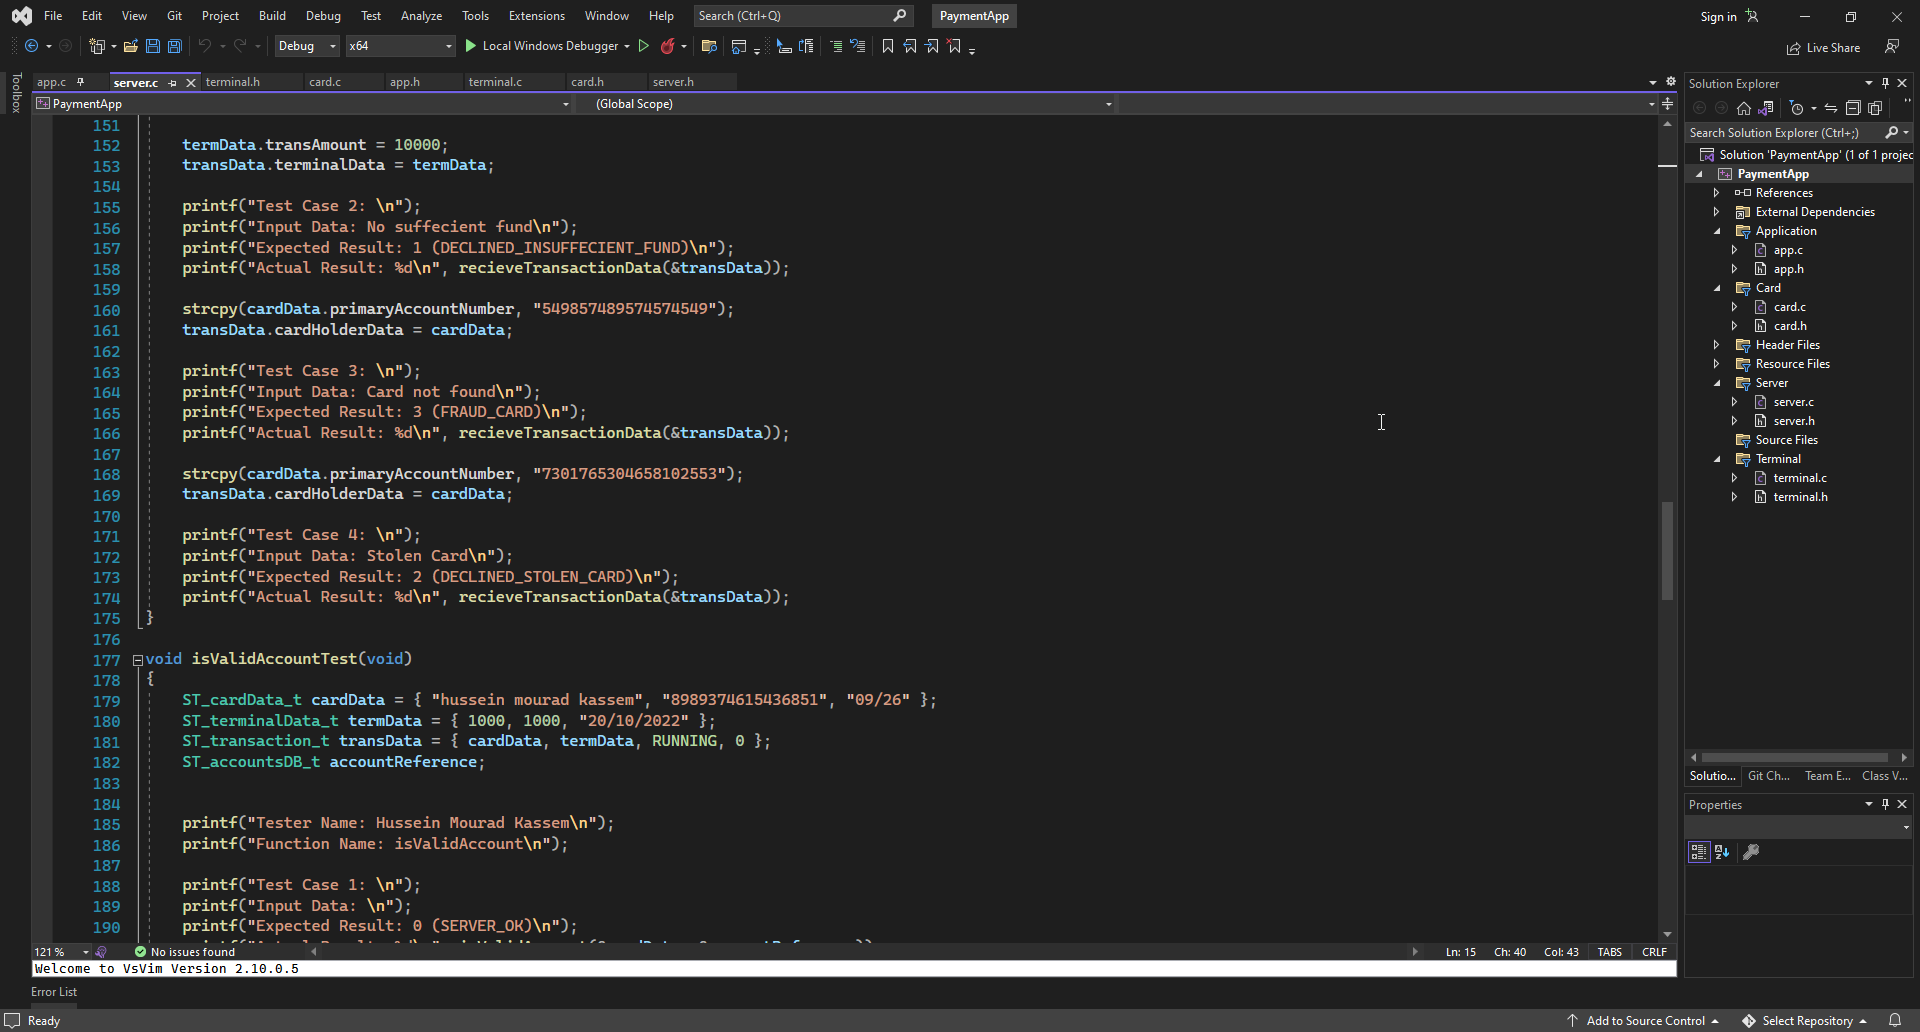 File Edit View Git Project Build Debug Test Analyze Tools Extensions Window Help Search (Ctrl+Q) PaymentApp Sign in
Debug x64 Local Windows Debugger Live Share
Toolbox
app.c server.c terminal.h card.c app.h terminal.c card.h server.h
PaymentApp (Global Scope)
151
152 termData.transAmount = 10000;
153 transData.terminalData = termData;
154
155 printf("Test Case 2: \n");
156 printf("Input Data: No suffecient fund\n");
157 printf("Expected Result: 1 (DECLINED_INSUFFECIENT_FUND)\n");
158 printf("Actual Result: %d\n", recieveTransactionData(&transData));
159
160 strcpy(cardData.primaryAccountNumber, "549857489574574549");
161 transData.cardHolderData = cardData;
162
163 printf("Test Case 3: \n");
164 printf("Input Data: Card not found\n");
165 printf("Expected Result: 3 (FRAUD_CARD)\n");
166 printf("Actual Result: %d\n", recieveTransactionData(&transData));
167
168 strcpy(cardData.primaryAccountNumber, "7301765304658102553");
169 transData.cardHolderData = cardData;
170
171 printf("Test Case 4: \n");
172 printf("Input Data: Stolen Card\n");
173 printf("Expected Result: 2 (DECLINED_STOLEN_CARD)\n");
174 printf("Actual Result: %d\n", recieveTransactionData(&transData));
175 }
176
177 void isValidAccountTest(void)
178 {
179 ST_cardData_t cardData = { "hussein mourad kassem", "8989374615436851", "09/26" };
180 ST_terminalData_t termData = { 1000, 1000, "20/10/2022" };
181 ST_transaction_t transData = { cardData, termData, RUNNING, 0 };
182 ST_accountsDB_t accountReference;
183
184
185 printf("Tester Name: Hussein Mourad Kassem\n");
186 printf("Function Name: isValidAccount\n");
187
188 printf("Test Case 1: \n");
189 printf("Input Data: \n");
190 printf("Expected Result: 0 (SERVER_OK)\n");
121 % No issues found Ln: 15 Ch: 40 Col: 43 TABS CRLF
Welcome to VsVim Version 2.10.0.5
Error List
Ready Add to Source Control Select Repository
Solution Explorer
Search Solution Explorer (Ctrl+;)
Solution 'PaymentApp' (1 of 1 projec
PaymentApp
References
External Dependencies
Application
app.c
app.h
Card
card.c
card.h
Header Files
Resource Files
Server
server.c
server.h
Source Files
Terminal
terminal.c
terminal.h
Solutio... Git Ch... Team E... Class V...
Properties